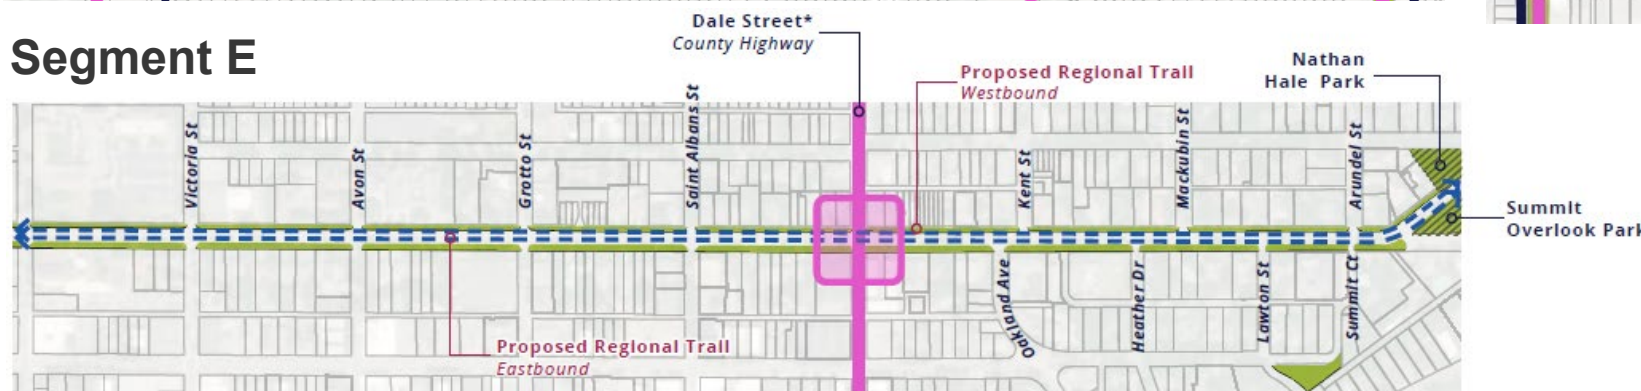 Segment E
Dale Street*
County Highway
Proposed Regional Trall
Westbound
Nathan
Hale Park
Victoria St
Avon St
Grotto St
Saint Albans St
Kent St
Mackubin St
Arundel St
Summit
Overlook Park
Oakland Ave
Heather Dr
Lawton St
Summit Ct
Proposed Regional Trall
Eastbound